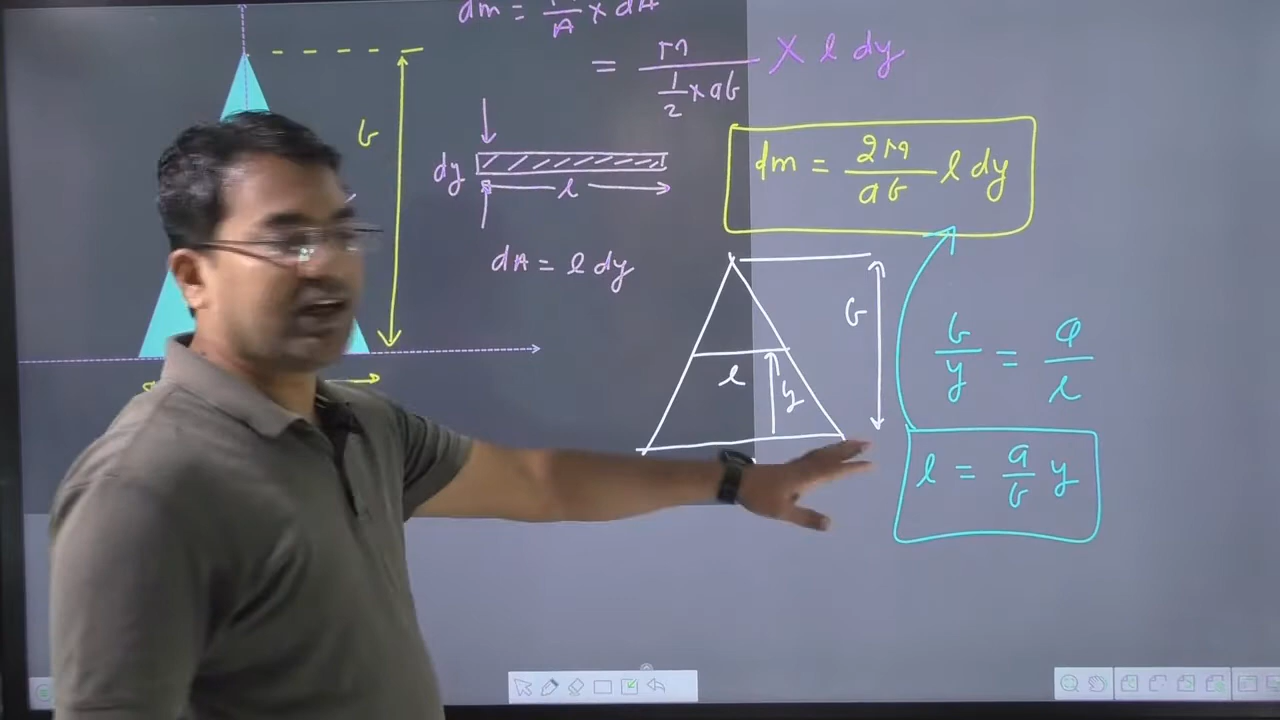 dm = M/A × dA
= M / (1/2 × ab) × l dy
b
dy
l
dA = l dy
dm = 2M/ab l dy
b
l
y
b/y = a/l
l = a/b y